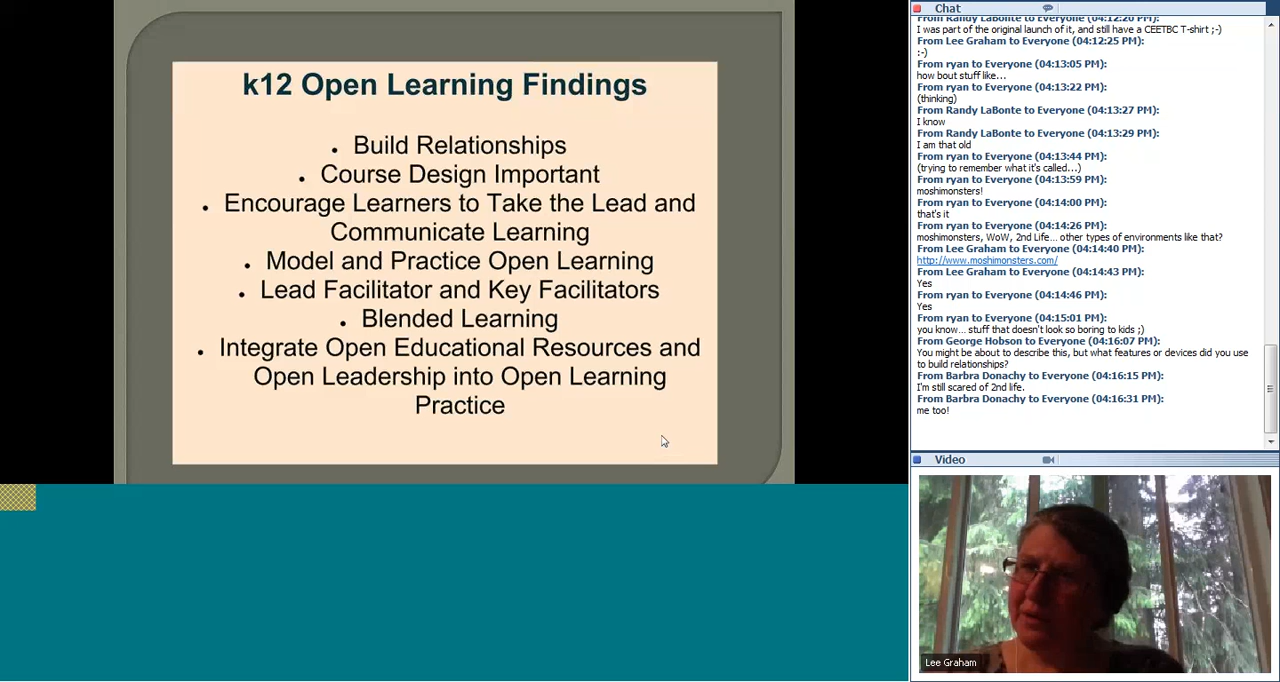 k12 Open Learning Findings
• Build Relationships
• Course Design Important
• Encourage Learners to Take the Lead and
Communicate Learning
• Model and Practice Open Learning
• Lead Facilitator and Key Facilitators
• Blended Learning
• Integrate Open Educational Resources and
Open Leadership into Open Learning
Practice
Chat
From Randy LaBonte to Everyone (04:12:20 PM):
I was part of the original launch of it, and still have a CEETBC T-shirt ;-)
From Lee Graham to Everyone (04:12:25 PM):
:-)
From ryan to Everyone (04:13:05 PM):
how bout stuff like...
From ryan to Everyone (04:13:22 PM):
(thinking)
From Randy LaBonte to Everyone (04:13:27 PM):
I know
From Randy LaBonte to Everyone (04:13:29 PM):
I am that old
From ryan to Everyone (04:13:44 PM):
(trying to remember what it's called...)
From ryan to Everyone (04:13:59 PM):
moshimonsters!
From ryan to Everyone (04:14:00 PM):
that's it
From ryan to Everyone (04:14:26 PM):
moshimonsters, WoW, 2nd Life... other types of environments like that?
From Lee Graham to Everyone (04:14:40 PM):
http://www.moshimonsters.com/
From Lee Graham to Everyone (04:14:43 PM):
Yes
From ryan to Everyone (04:14:46 PM):
Yes
From ryan to Everyone (04:15:01 PM):
you know... stuff that doesn't look so boring to kids ;)
From George Hobson to Everyone (04:16:07 PM):
You might be about to describe this, but what features or devices did you use
to build relationships?
From Barbra Donachy to Everyone (04:16:15 PM):
I'm still scared of 2nd life.
From Barbra Donachy to Everyone (04:16:31 PM):
me too!
Video
Lee Graham